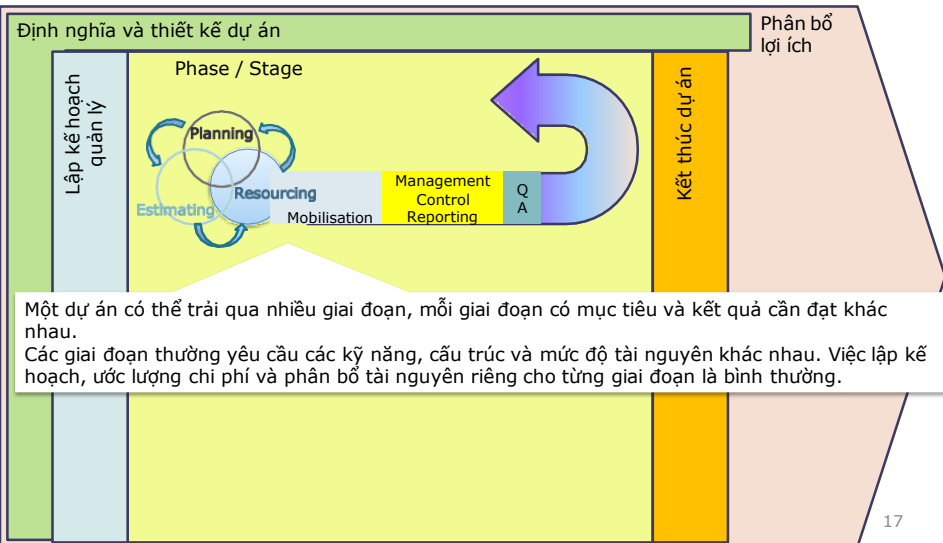 Định nghĩa và thiết kế dự án
Phân bổ
lợi ích
Lập kế hoạch
quản lý
Phase / Stage
Kết thúc dự án
Planning
Estimating
Resourcing
Mobilisation
Management
Control
Reporting
Q
A
Một dự án có thể trải qua nhiều giai đoạn, mỗi giai đoạn có mục tiêu và kết quả cần đạt khác
nhau.
Các giai đoạn thường yêu cầu các kỹ năng, cấu trúc và mức độ tài nguyên khác nhau. Việc lập kế
hoạch, ước lượng chi phí và phân bổ tài nguyên riêng cho từng giai đoạn là bình thường.
17